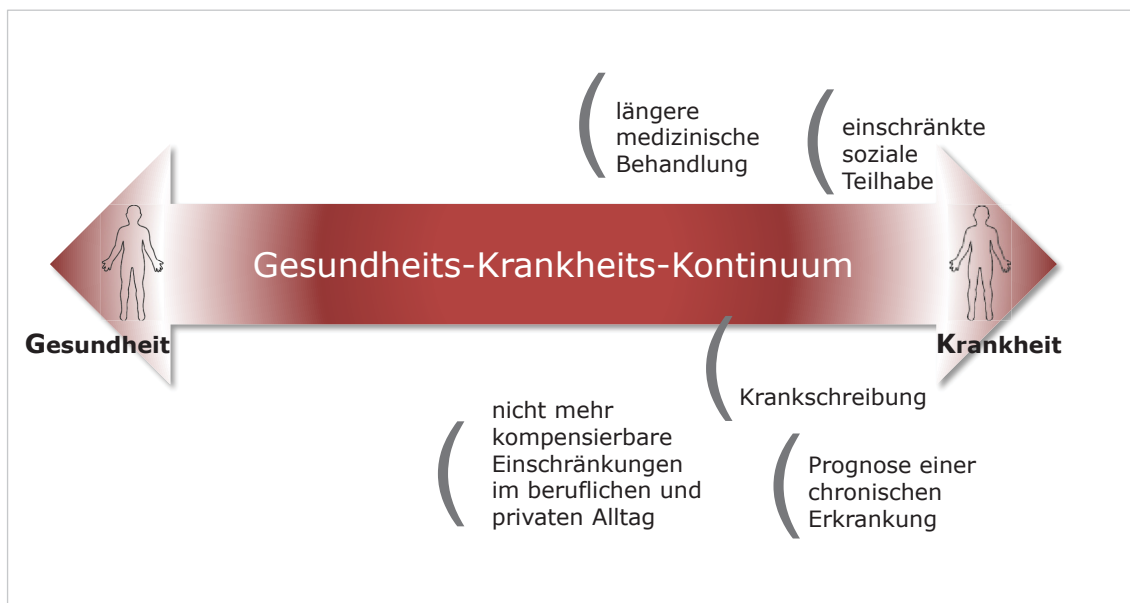 längere
medizinische
Behandlung
einschränkte
soziale
Teilhabe
Gesundheits-Krankheits-Kontinuum
Gesundheit
Krankheit
Krankschreibung
nicht mehr
kompensierbare
Einschränkungen
im beruflichen und
privaten Alltag
Prognose einer
chronischen
Erkrankung